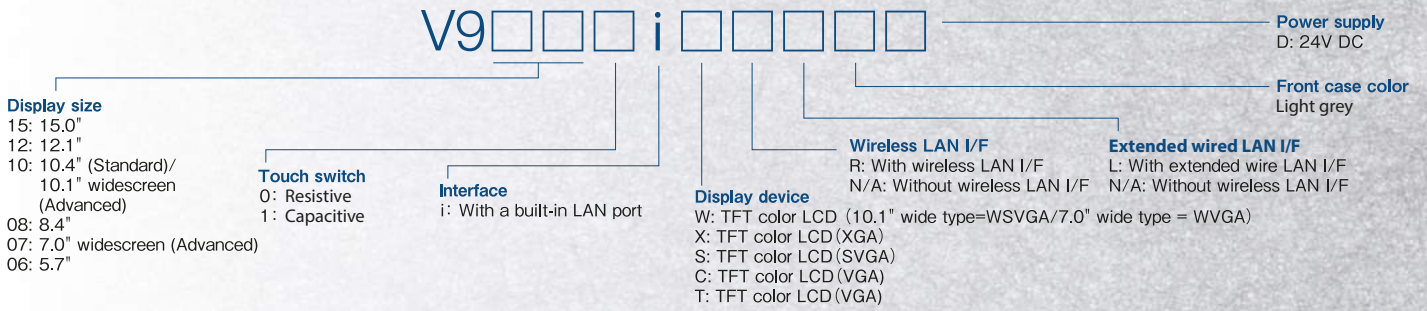 V9□□□i□□□□□
Power supply
D: 24V DC
Front case color
Light grey
Display size
15: 15.0"
12: 12.1"
10: 10.4" (Standard)/
10.1" widescreen
(Advanced)
08: 8.4"
07: 7.0" widescreen (Advanced)
06: 5.7"
Touch switch
0: Resistive
1: Capacitive
Interface
i: With a built-in LAN port
Display device
W: TFT color LCD (10.1" wide type=WSVGA/7.0" wide type = WVGA)
X: TFT color LCD (XGA)
S: TFT color LCD (SVGA)
C: TFT color LCD (VGA)
T: TFT color LCD (VGA)
Wireless LAN I/F
R: With wireless LAN I/F
N/A: Without wireless LAN I/F
Extended wired LAN I/F
L: With extended wire LAN I/F
N/A: Without wireless LAN I/F